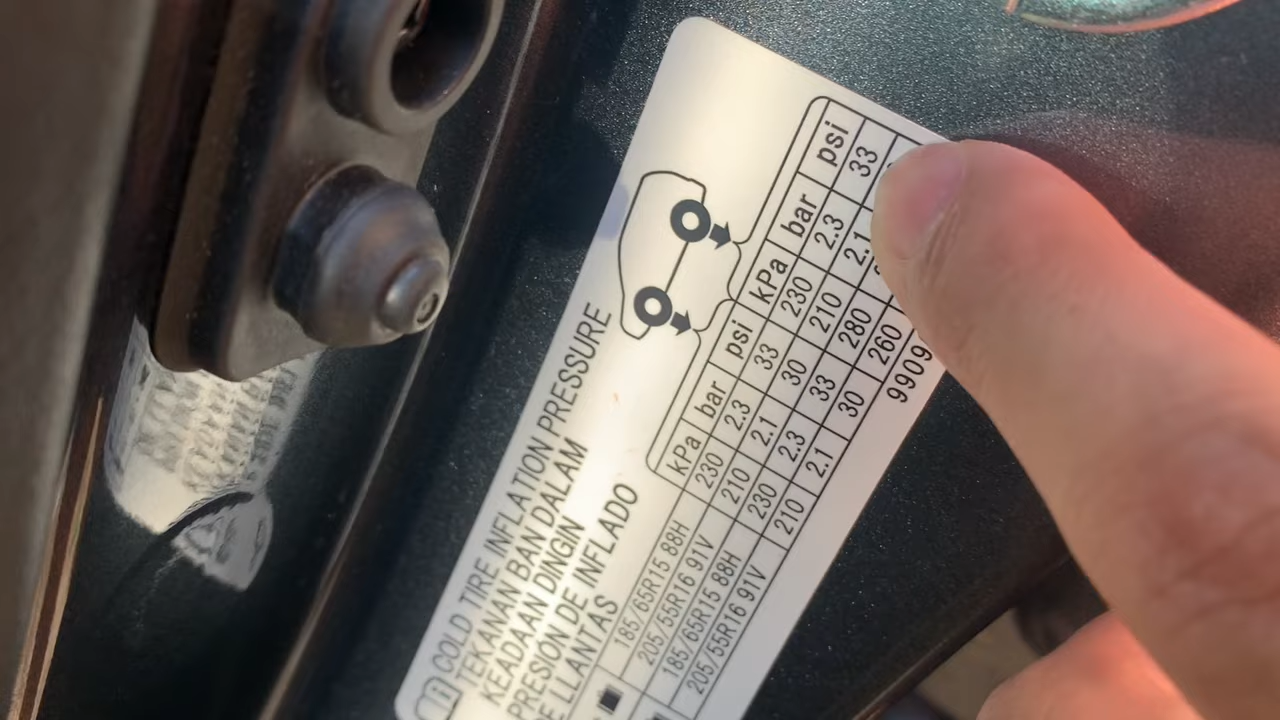 COLD TIRE INFLATION PRESSURE
TEKANAN BAN DALAM
KEADAAN DINGIN
PRESION DE INFLADO
DE LLANTAS
kPa bar psi kPa bar psi
185/65R15 88H 230 2.3 33 230 2.3 33
205/55R16 91V 210 2.1 30 210 2.1
185/65R15 88H 230 2.3 33 280
205/55R16 91V 210 2.1 30 260
9909